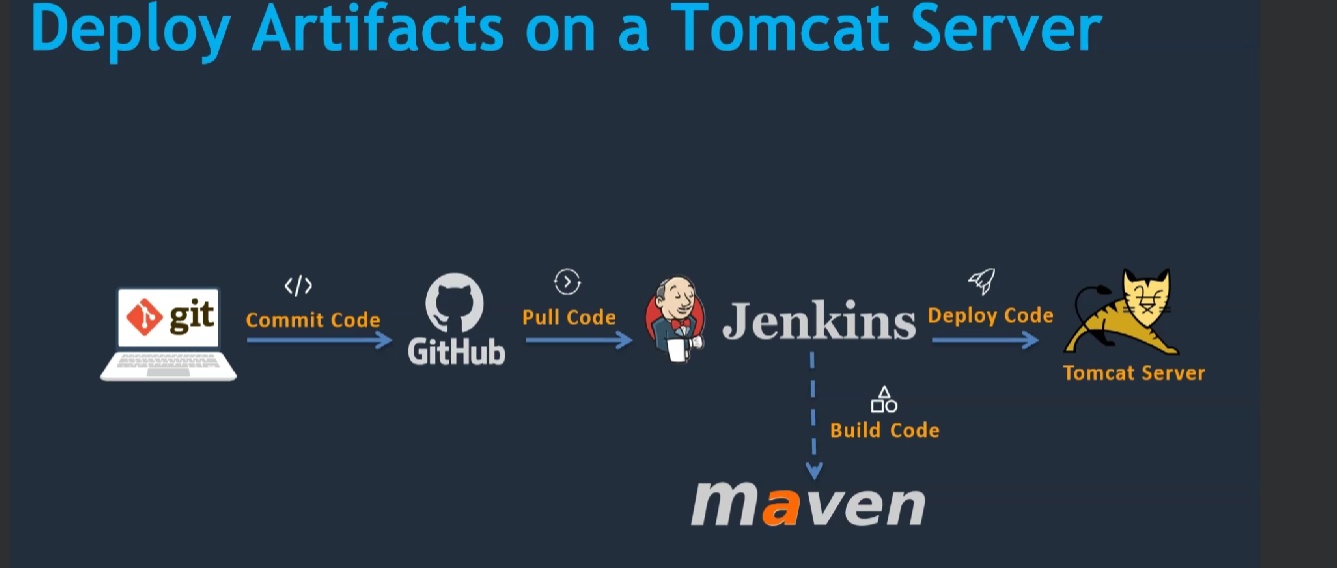 Deploy Artifacts on a Tomcat Server
git
</>
Commit Code
GitHub
Pull Code
Jenkins
Deploy Code
Tomcat Server
Build Code
maven